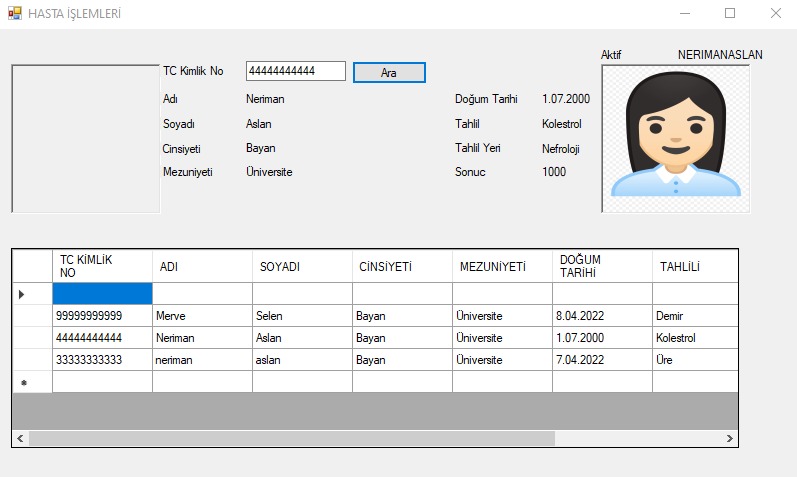 HASTA İŞLEMLERİ
Aktif NERIMANASLAN
TC Kimlik No 44444444444 Ara
Adı Neriman Doğum Tarihi 1.07.2000
Soyadı Aslan Tahlil Kolestrol
Cinsiyeti Bayan Tahlil Yeri Nefroloji
Mezuniyeti Üniversite Sonuc 1000
TC KİMLİK NO ADI SOYADI CİNSİYETİ MEZUNİYETİ DOĞUM TARİHİ TAHLİLİ
99999999999 Merve Selen Bayan Üniversite 8.04.2022 Demir
44444444444 Neriman Aslan Bayan Üniversite 1.07.2000 Kolestrol
33333333333 neriman aslan Bayan Üniversite 7.04.2022 Üre